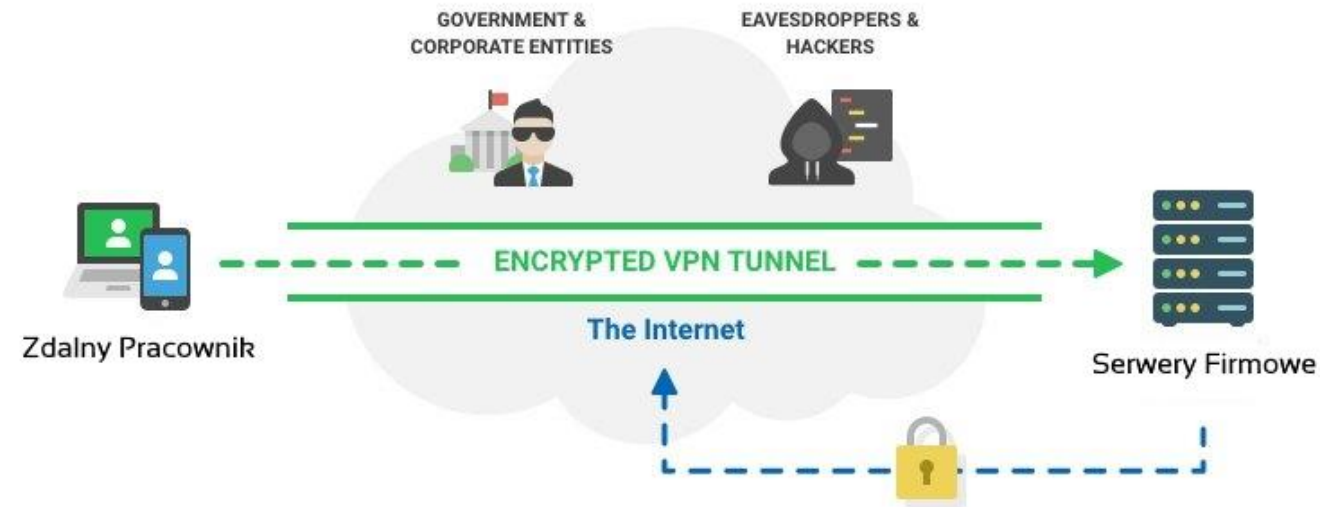 GOVERNMENT &
CORPORATE ENTITIES
EAVESDROPPERS &
HACKERS
ENCRYPTED VPN TUNNEL
The Internet
Zdalny Pracownik
Serwery Firmowe